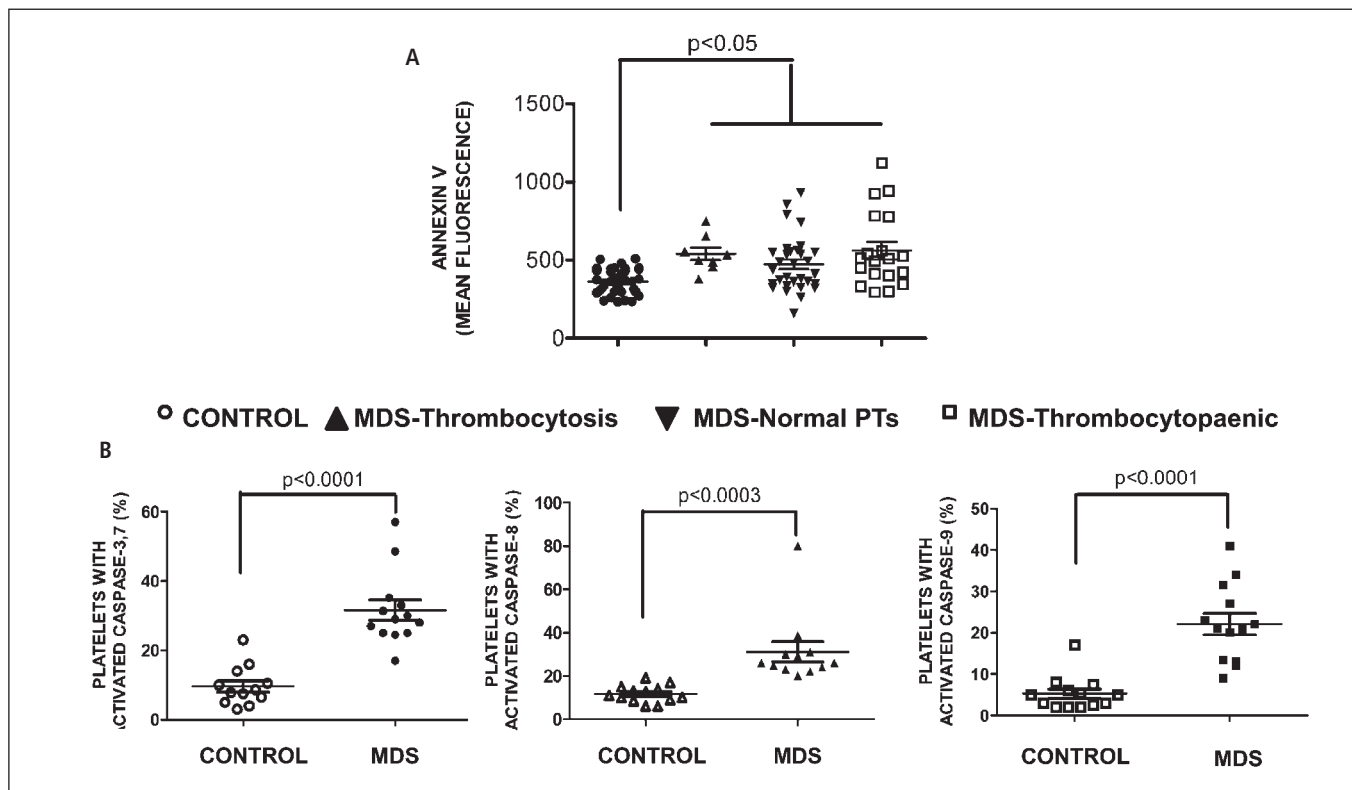 A
p<0.05
ANNEXIN V
(MEAN FLUORESCENCE)
1500
1000
500
0
CONTROL MDS-Thrombocytosis MDS-Normal PTs MDS-Thrombocytopaenic
B
p<0.0001
PLATELETS WITH
ACTIVATED CASPASE-3,7 (%)
60
40
20
0
CONTROL MDS
p<0.0003
PLATELETS WITH
ACTIVATED CASPASE-8 (%)
100
80
60
40
20
0
CONTROL MDS
p<0.0001
PLATELETS WITH
ACTIVATED CASPASE-9 (%)
50
40
30
20
10
0
CONTROL MDS